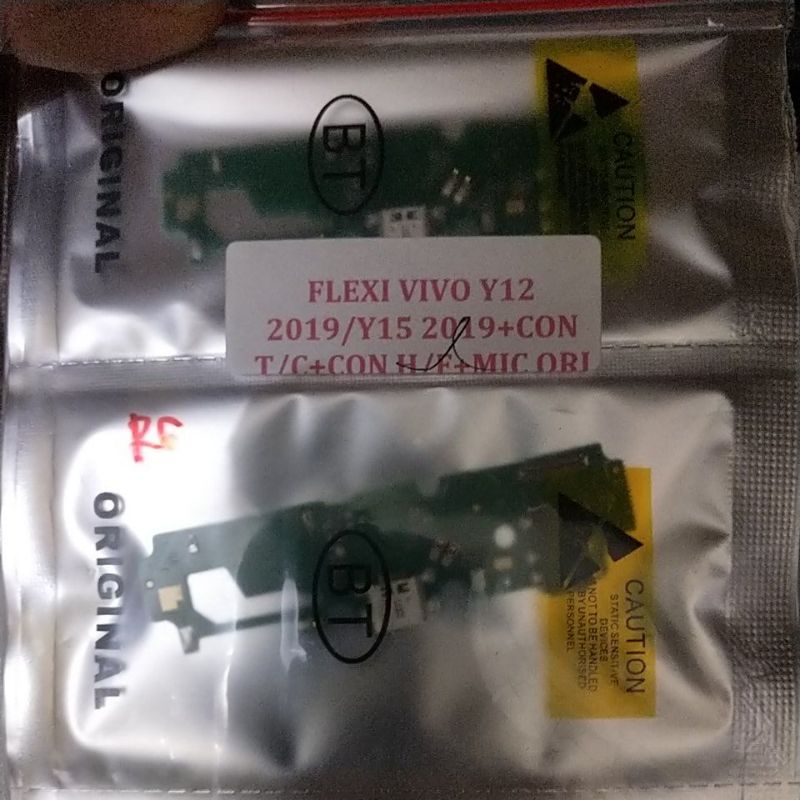 ORIGINAL
BT
CAUTION
FLEXI VIVO Y12
2019/Y15 2019+CON
T/C+CON H/F+MIC ORI
R5
ORIGINAL
BT
CAUTION
STATIC SENSITIVE
DEVICES
NOT TO BE HANDLED
BY UNAUTHORISED
PERSONNEL